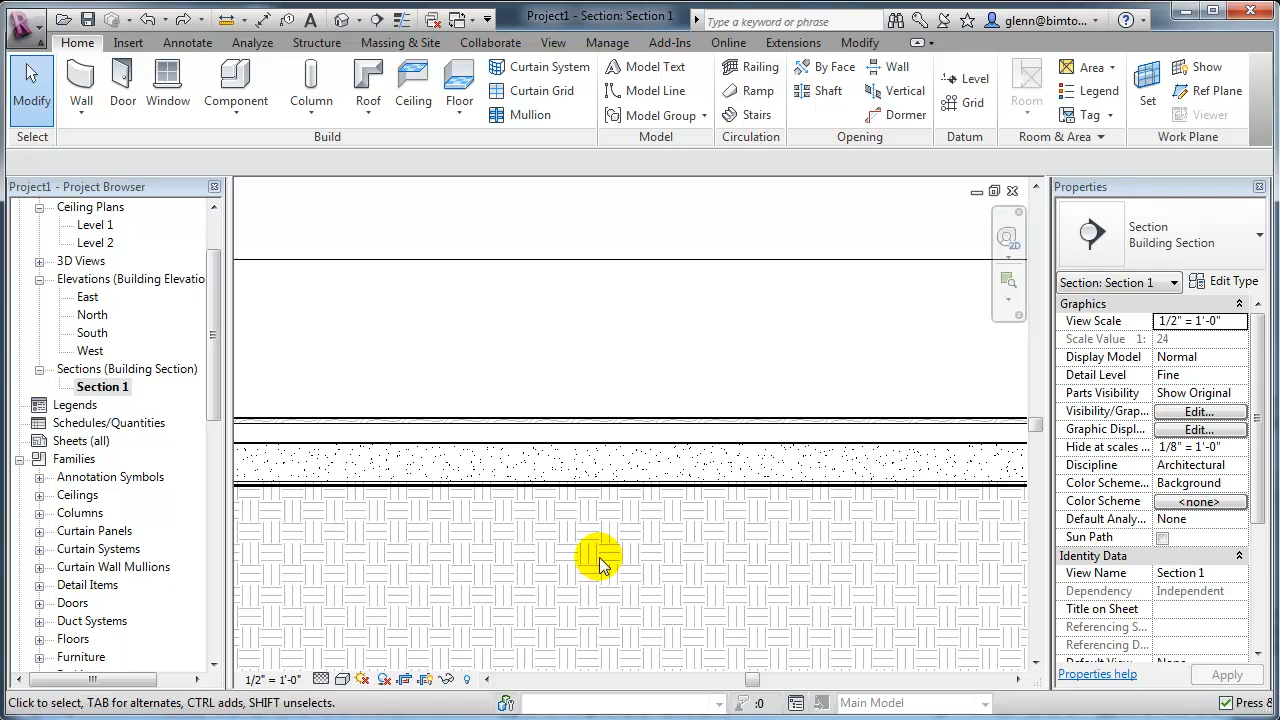 Project1 - Section: Section 1
Type a keyword or phrase
glenn@bimto...
Home Insert Annotate Analyze Structure Massing & Site Collaborate View Manage Add-Ins Online Extensions Modify
Modify
Select
Wall
Door
Window
Component
Column
Roof
Ceiling
Floor
Curtain System
Curtain Grid
Mullion
Build
Model Text
Model Line
Model Group
Model
Railing
Ramp
Stairs
Circulation
By Face
Shaft
Wall
Vertical
Dormer
Opening
Level
Grid
Datum
Room
Area
Legend
Tag
Room & Area
Set
Show
Ref Plane
Viewer
Work Plane
Project1 - Project Browser
Ceiling Plans
Level 1
Level 2
3D Views
Elevations (Building Elevatio
East
North
South
West
Sections (Building Section)
Section 1
Legends
Schedules/Quantities
Sheets (all)
Families
Annotation Symbols
Ceilings
Columns
Curtain Panels
Curtain Systems
Curtain Wall Mullions
Detail Items
Doors
Duct Systems
Floors
Furniture
2D
Properties
Section
Building Section
Section: Section 1
Edit Type
Graphics
View Scale 1/2" = 1'-0"
Scale Value 1: 24
Display Model Normal
Detail Level Fine
Parts Visibility Show Original
Visibility/Grap... Edit...
Graphic Displ... Edit...
Hide at scales ... 1/8" = 1'-0"
Discipline Architectural
Color Scheme... Background
Color Scheme <none>
Default Analy... None
Sun Path
Identity Data
View Name Section 1
Dependency Independent
Title on Sheet
Referencing S...
Referencing D...
Properties help
Apply
1/2" = 1'-0"
Click to select, TAB for alternates, CTRL adds, SHIFT unselects.
:0
Main Model
Press &